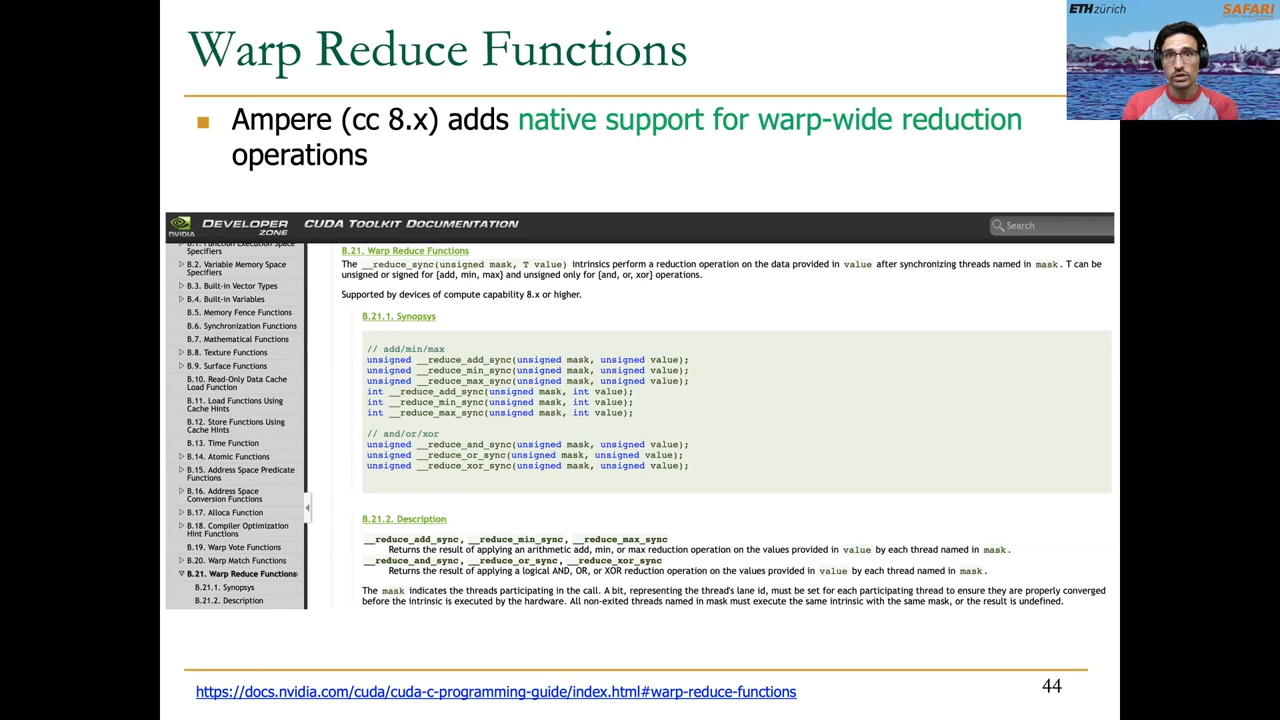 Warp Reduce Functions
ETHzürich
SAFARI
Ampere (cc 8.x) adds native support for warp-wide reduction
operations
NVIDIA
DEVELOPER
ZONE
CUDA TOOLKIT DOCUMENTATION
Search
B.1. Function Execution Space
Specifiers
B.2. Variable Memory Space
Specifiers
B.3. Built-in Vector Types
B.4. Built-in Variables
B.5. Memory Fence Functions
B.6. Synchronization Functions
B.7. Mathematical Functions
B.8. Texture Functions
B.9. Surface Functions
B.10. Read-Only Data Cache
Load Function
B.11. Load Functions Using
Cache Hints
B.12. Store Functions Using
Cache Hints
B.13. Time Function
B.14. Atomic Functions
B.15. Address Space Predicate
Functions
B.16. Address Space
Conversion Functions
B.17. Alloca Function
B.18. Compiler Optimization
Hint Functions
B.19. Warp Vote Functions
B.20. Warp Match Functions
B.21. Warp Reduce Functions
B.21.1. Synopsys
B.21.2. Description
B.21. Warp Reduce Functions
The __reduce_sync(unsigned mask, T value) intrinsics perform a reduction operation on the data provided in value after synchronizing threads named in mask. T can be
unsigned or signed for {add, min, max} and unsigned only for {and, or, xor} operations.
Supported by devices of compute capability 8.x or higher.
B.21.1. Synopsys
// add/min/max
unsigned __reduce_add_sync(unsigned mask, unsigned value);
unsigned __reduce_min_sync(unsigned mask, unsigned value);
unsigned __reduce_max_sync(unsigned mask, unsigned value);
int __reduce_add_sync(unsigned mask, int value);
int __reduce_min_sync(unsigned mask, int value);
int __reduce_max_sync(unsigned mask, int value);
// and/or/xor
unsigned __reduce_and_sync(unsigned mask, unsigned value);
unsigned __reduce_or_sync(unsigned mask, unsigned value);
unsigned __reduce_xor_sync(unsigned mask, unsigned value);
B.21.2. Description
__reduce_add_sync, __reduce_min_sync, __reduce_max_sync
Returns the result of applying an arithmetic add, min, or max reduction operation on the values provided in value by each thread named in mask.
__reduce_and_sync, __reduce_or_sync, __reduce_xor_sync
Returns the result of applying a logical AND, OR, or XOR reduction operation on the values provided in value by each thread named in mask.
The mask indicates the threads participating in the call. A bit, representing the thread's lane id, must be set for each participating thread to ensure they are properly converged
before the intrinsic is executed by the hardware. All non-exited threads named in mask must execute the same intrinsic with the same mask, or the result is undefined.
https://docs.nvidia.com/cuda/cuda-c-programming-guide/index.html#warp-reduce-functions
44